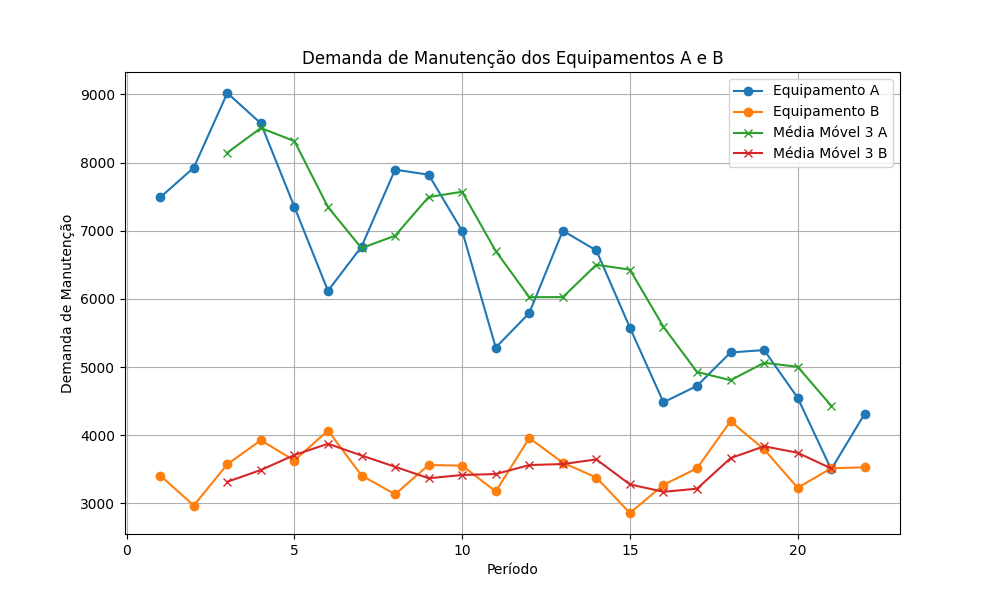 Demanda de Manutenção dos Equipamentos A e B
Equipamento A
Equipamento B
Média Móvel 3 A
Média Móvel 3 B
Demanda de Manutenção
9000
8000
7000
6000
5000
4000
3000
0
5
10
15
20
Período